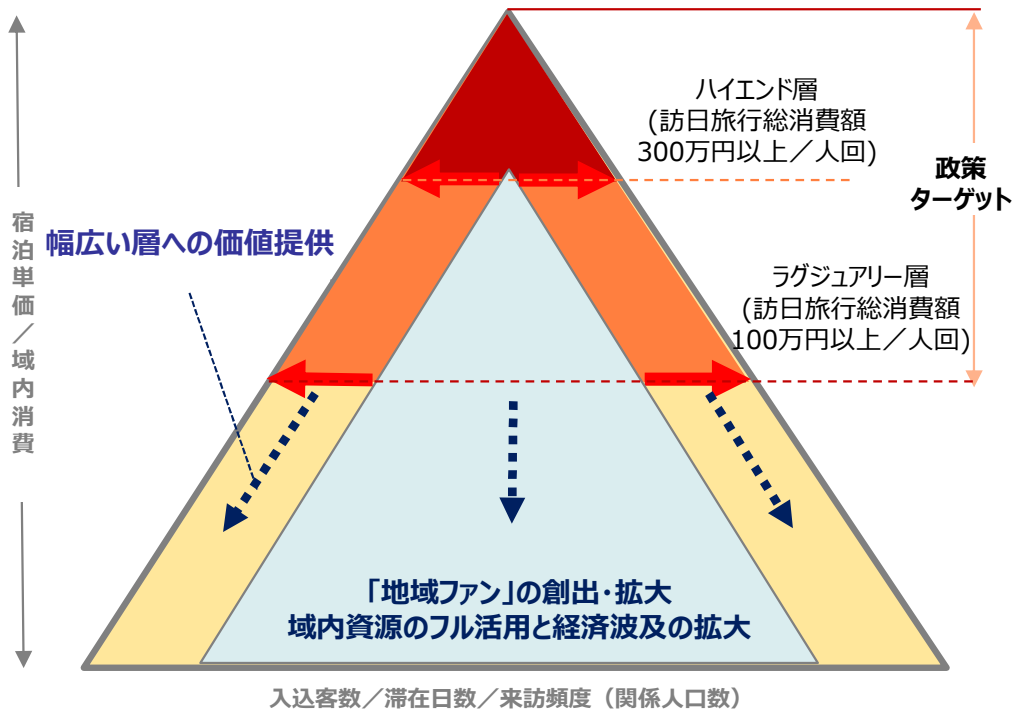 ハイエンド層
(訪日旅行総消費額
300万円以上／人回)
政策
ターゲット
宿泊単価／域内消費
幅広い層への価値提供
ラグジュアリー層
(訪日旅行総消費額
100万円以上／人回)
「地域ファン」の創出・拡大
域内資源のフル活用と経済波及の拡大
入込客数／滞在日数／来訪頻度（関係人口数）